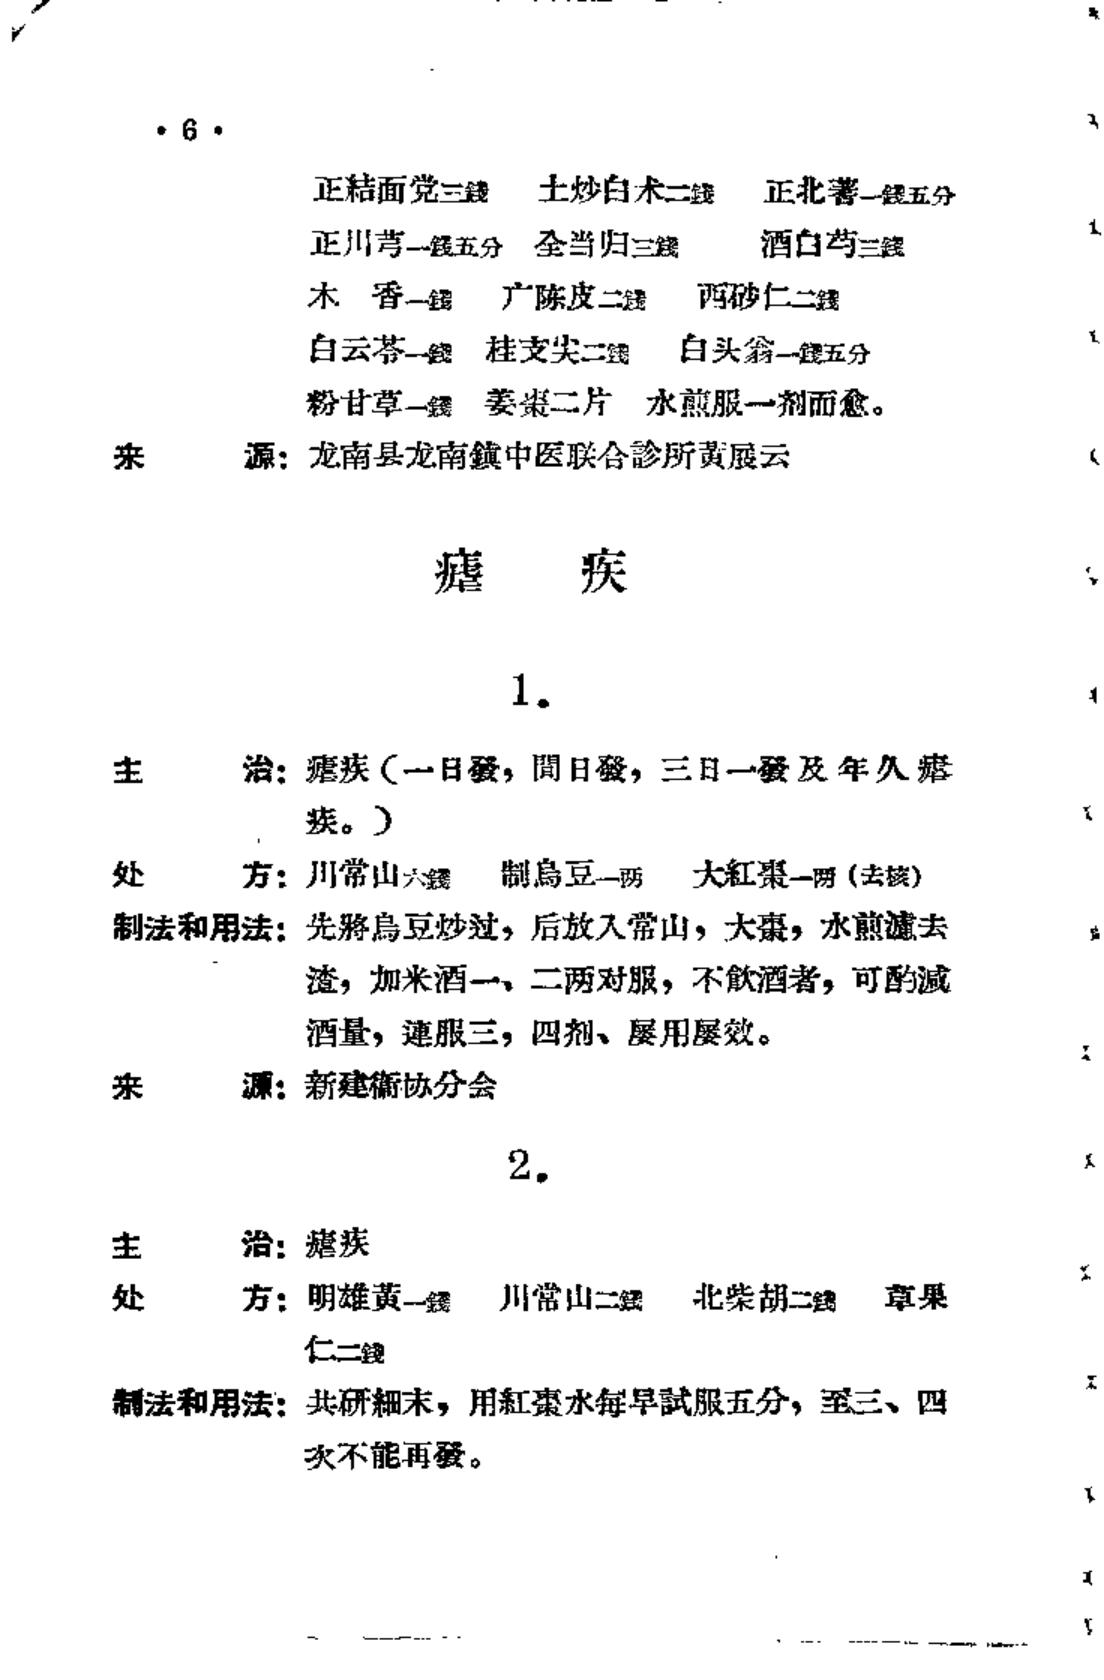 • 6 •
正結面党三錢 土炒白术二錢 正北蓍一錢五分
正川芎一錢五分 全当归三錢 酒白芍三錢
木 香一錢 广陈皮二錢 西砂仁二錢
白云苓一錢 桂支尖二錢 白头翁一錢五分
粉甘草一錢 姜棗二片 水煎服一剂而愈。
来 源：龙南县龙南鎮中医联合診所黄展云
瘧 疾
1.
主 治：瘧疾（一日發，間日發，三日一發及年久瘧
疾。）
处 方：川常山六錢 制烏豆一两 大紅棗一两（去核）
制法和用法：先將烏豆炒过，后放入常山，大棗，水煎濾去
渣，加米酒一、二两对服，不飲酒者，可酌減
酒量，連服三，四剂、屡用屡效。
来 源：新建衞协分会
2.
主 治：瘧疾
处 方：明雄黃一錢 川常山二錢 北柴胡二錢 草果
仁二錢
制法和用法：共研細末，用紅棗水每早試服五分，至三、四
次不能再發。